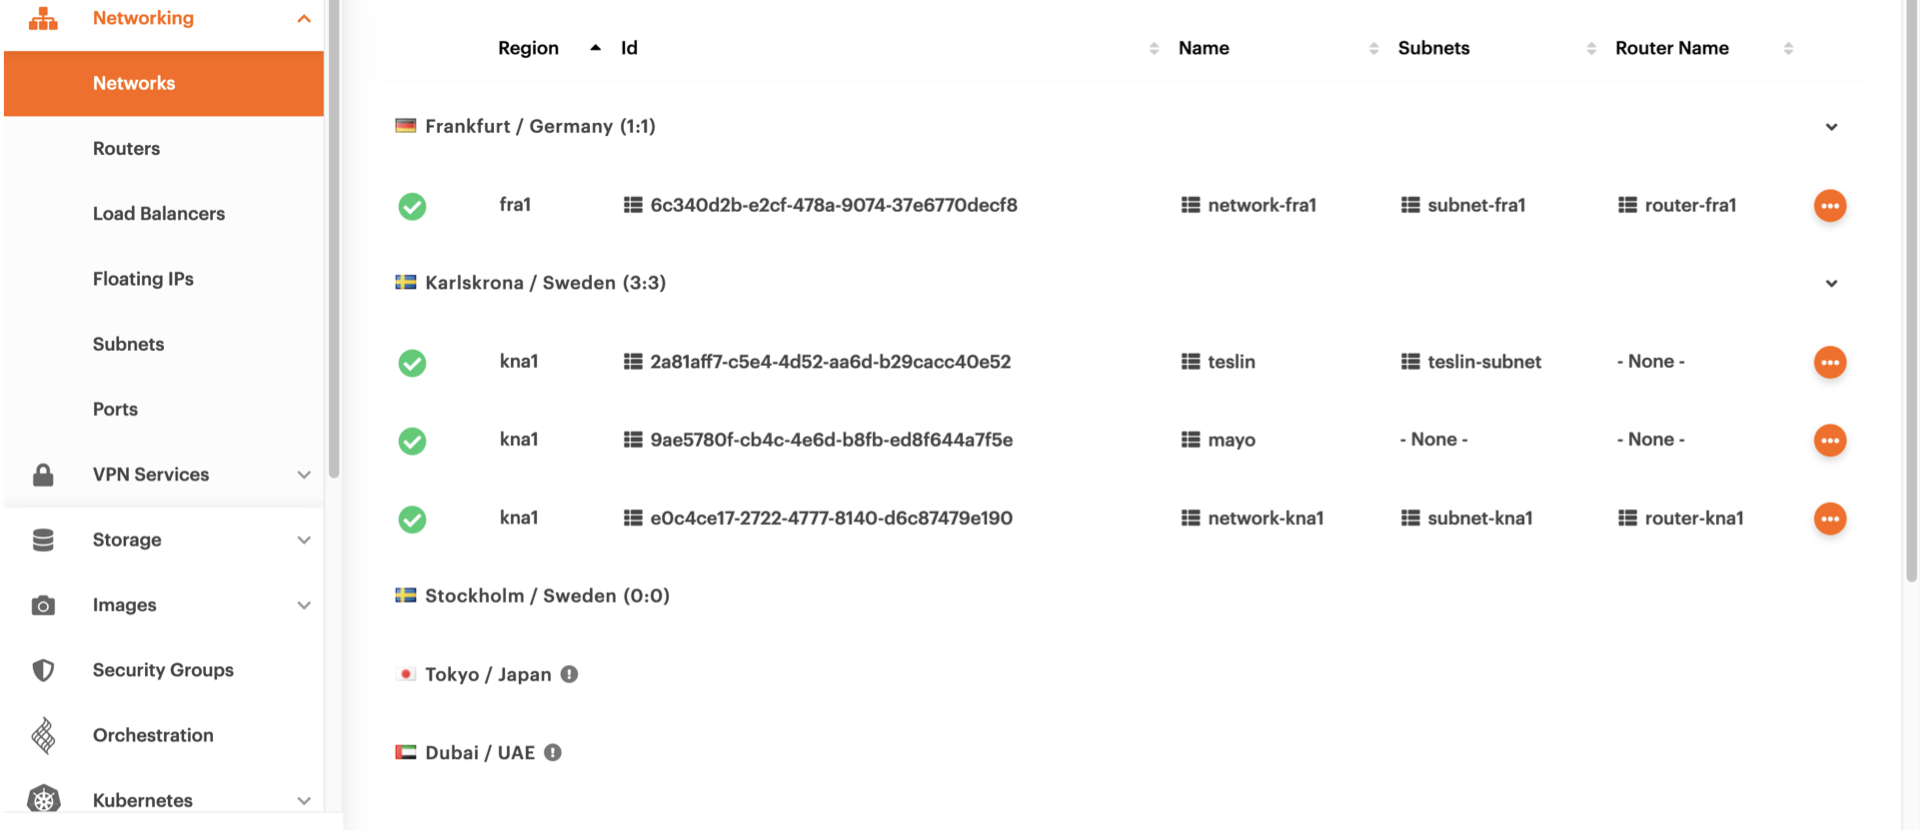 Networking
Networks
Routers
Load Balancers
Floating IPs
Subnets
Ports
VPN Services
Storage
Images
Security Groups
Orchestration
Kubernetes
Region Id Name Subnets Router Name
Frankfurt / Germany (1:1)
fra1 6c340d2b-e2cf-478a-9074-37e6770decf8 network-fra1 subnet-fra1 router-fra1
Karlskrona / Sweden (3:3)
kna1 2a81aff7-c5e4-4d52-aa6d-b29cacc40e52 teslin teslin-subnet - None -
kna1 9ae5780f-cb4c-4e6d-b8fb-ed8f644a7f5e mayo - None - - None -
kna1 e0c4ce17-2722-4777-8140-d6c87479e190 network-kna1 subnet-kna1 router-kna1
Stockholm / Sweden (0:0)
Tokyo / Japan
Dubai / UAE